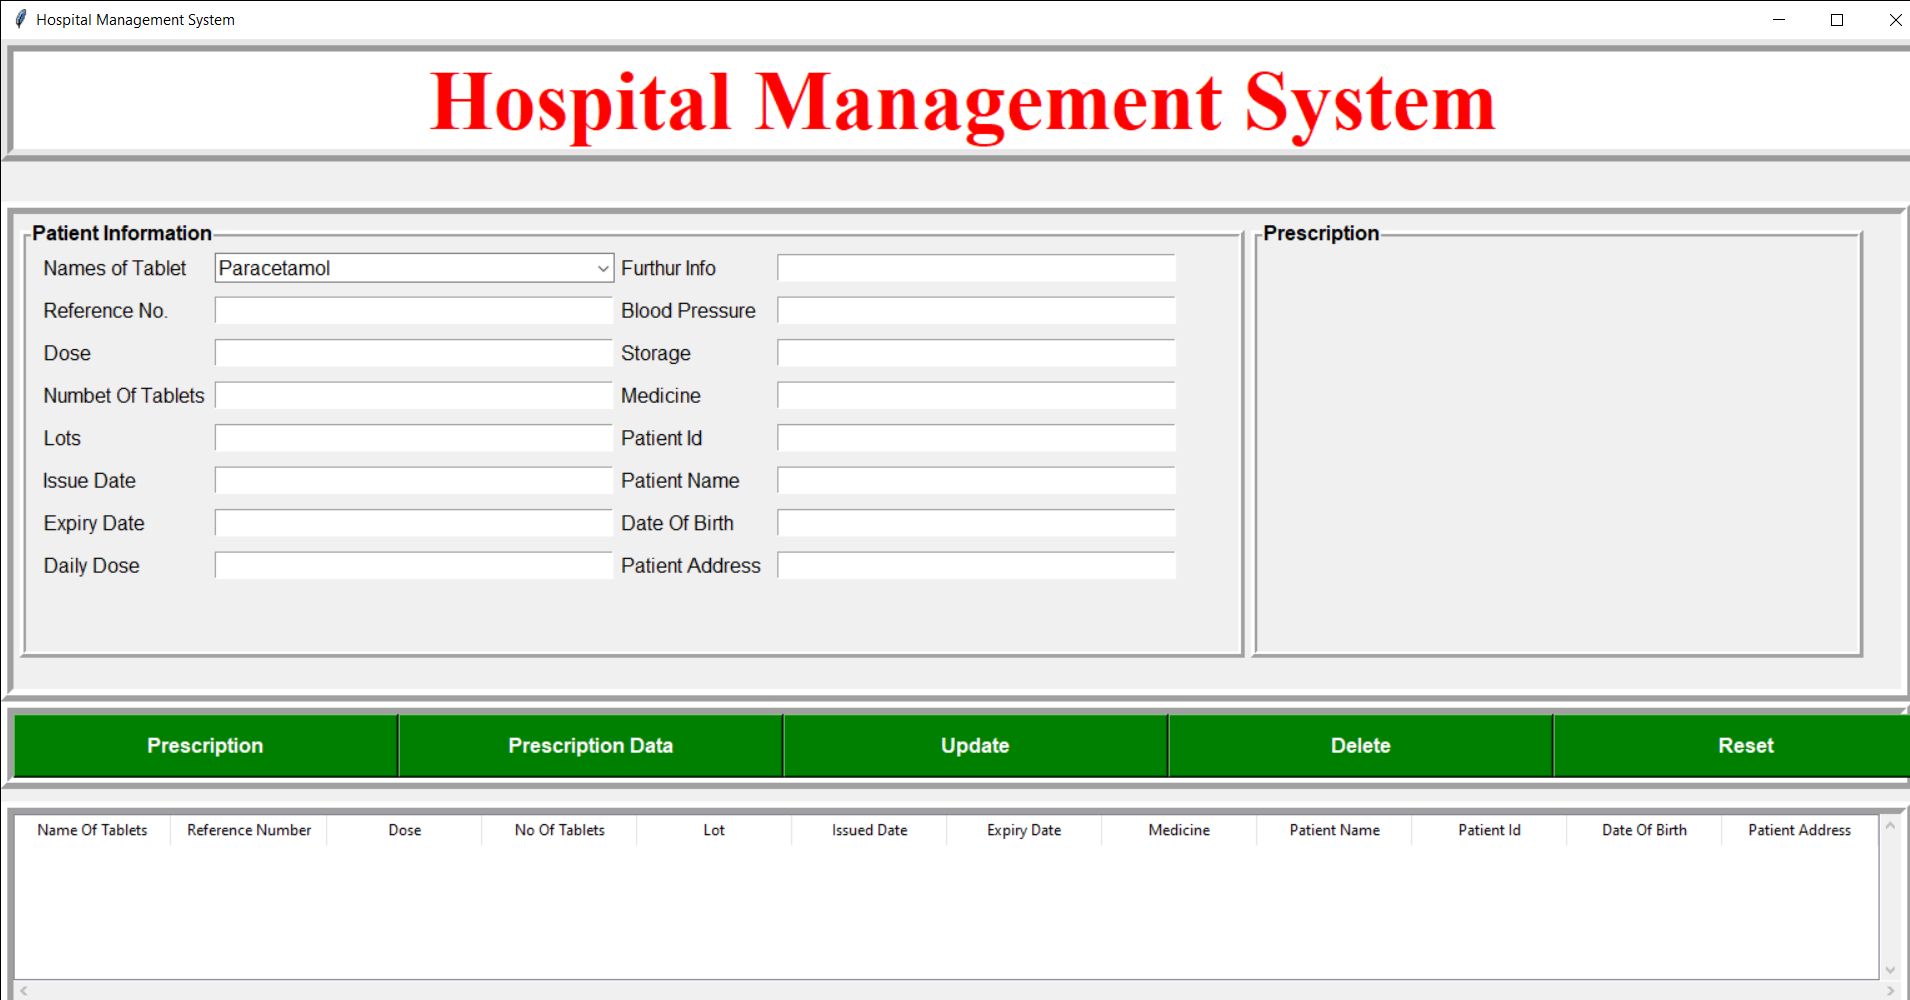 Hospital Management System
Hospital Management System
Patient Information
Names of Tablet Paracetamol Furthur Info
Reference No. Blood Pressure
Dose Storage
Numbet Of Tablets Medicine
Lots Patient Id
Issue Date Patient Name
Expiry Date Date Of Birth
Daily Dose Patient Address
Prescription
Prescription Prescription Data Update Delete Reset
Name Of Tablets Reference Number Dose No Of Tablets Lot Issued Date Expiry Date Medicine Patient Name Patient Id Date Of Birth Patient Address